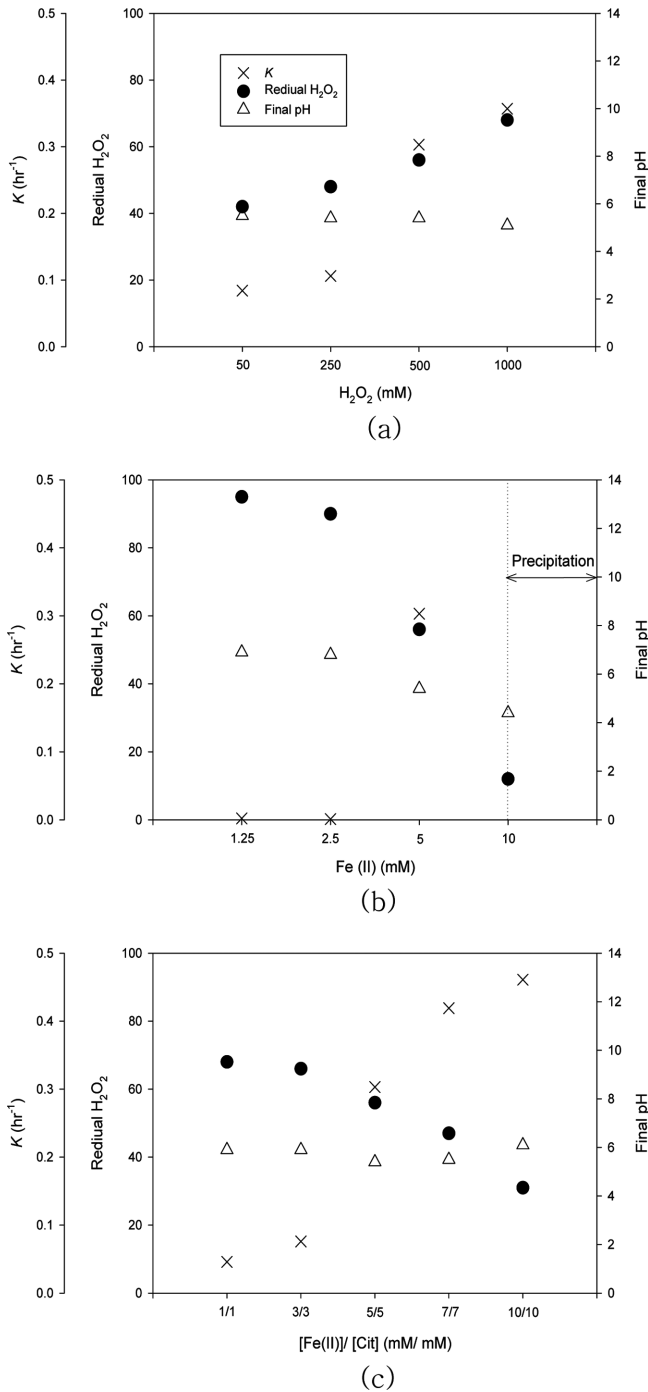 0.5
0.4
0.3
0.2
0.1
0.0
K (hr⁻¹)
100
80
60
40
20
0
Rediual H₂O₂
K
Rediual H₂O₂
Final pH
14
12
10
8
6
4
2
0
Final pH
50 250 500 1000
H₂O₂ (mM)
(a)
0.5
0.4
0.3
0.2
0.1
0.0
K (hr⁻¹)
100
80
60
40
20
0
Rediual H₂O₂
Precipitation
14
12
10
8
6
4
2
0
Final pH
1.25 2.5 5 10
Fe (II) (mM)
(b)
0.5
0.4
0.3
0.2
0.1
0.0
K (hr⁻¹)
100
80
60
40
20
0
Rediual H₂O₂
14
12
10
8
6
4
2
0
Final pH
1/1 3/3 5/5 7/7 10/10
[Fe(II)]/ [Cit] (mM/ mM)
(c)